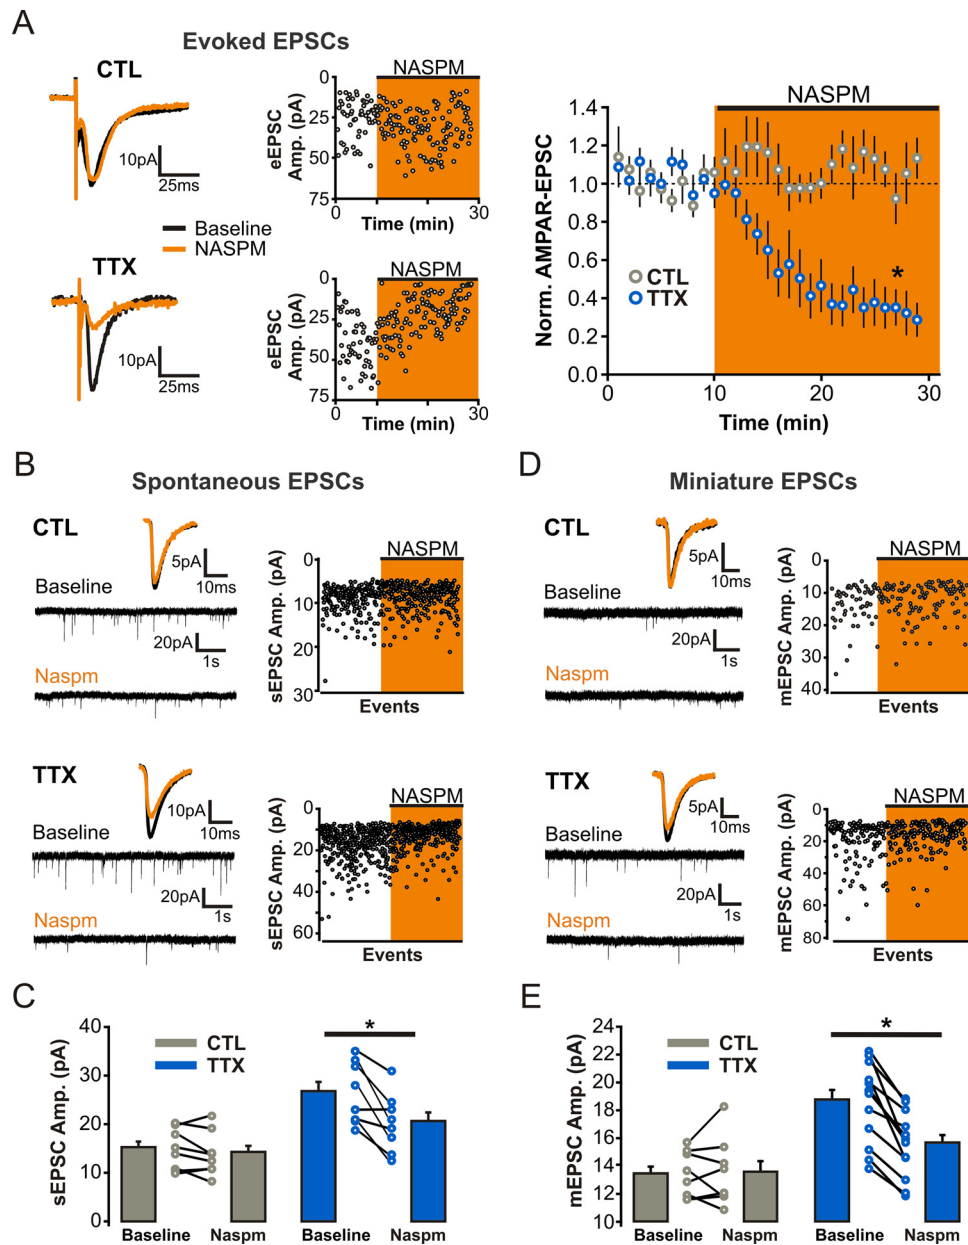 A
Evoked EPSCs
CTL
10pA
25ms
Baseline
NASPM
TTX
10pA
25ms
NASPM
eEPSC
Amp. (pA)
0
25
50
75
0
30
Time (min)
NASPM
eEPSC
Amp. (pA)
0
25
50
75
0
30
Time (min)
NASPM
Norm. AMPAR-EPSC
1.4
1.2
1.0
0.8
0.6
0.4
0.2
0.0
CTL
TTX
*
0
10
20
30
Time (min)
B
Spontaneous EPSCs
CTL
5pA
10ms
Baseline
20pA
1s
Naspm
NASPM
sEPSC Amp. (pA)
0
10
20
30
Events
TTX
10pA
10ms
Baseline
20pA
1s
Naspm
NASPM
sEPSC Amp. (pA)
0
20
40
60
Events
D
Miniature EPSCs
CTL
5pA
10ms
Baseline
20pA
1s
Naspm
NASPM
mEPSC Amp. (pA)
0
10
20
30
40
Events
TTX
5pA
10ms
Baseline
20pA
1s
Naspm
NASPM
mEPSC Amp. (pA)
0
20
40
60
80
Events
C
sEPSC Amp. (pA)
40
30
20
10
0
CTL
TTX
*
Baseline
Naspm
Baseline
Naspm
E
mEPSC Amp. (pA)
24
22
20
18
16
14
12
10
CTL
TTX
*
Baseline
Naspm
Baseline
Naspm